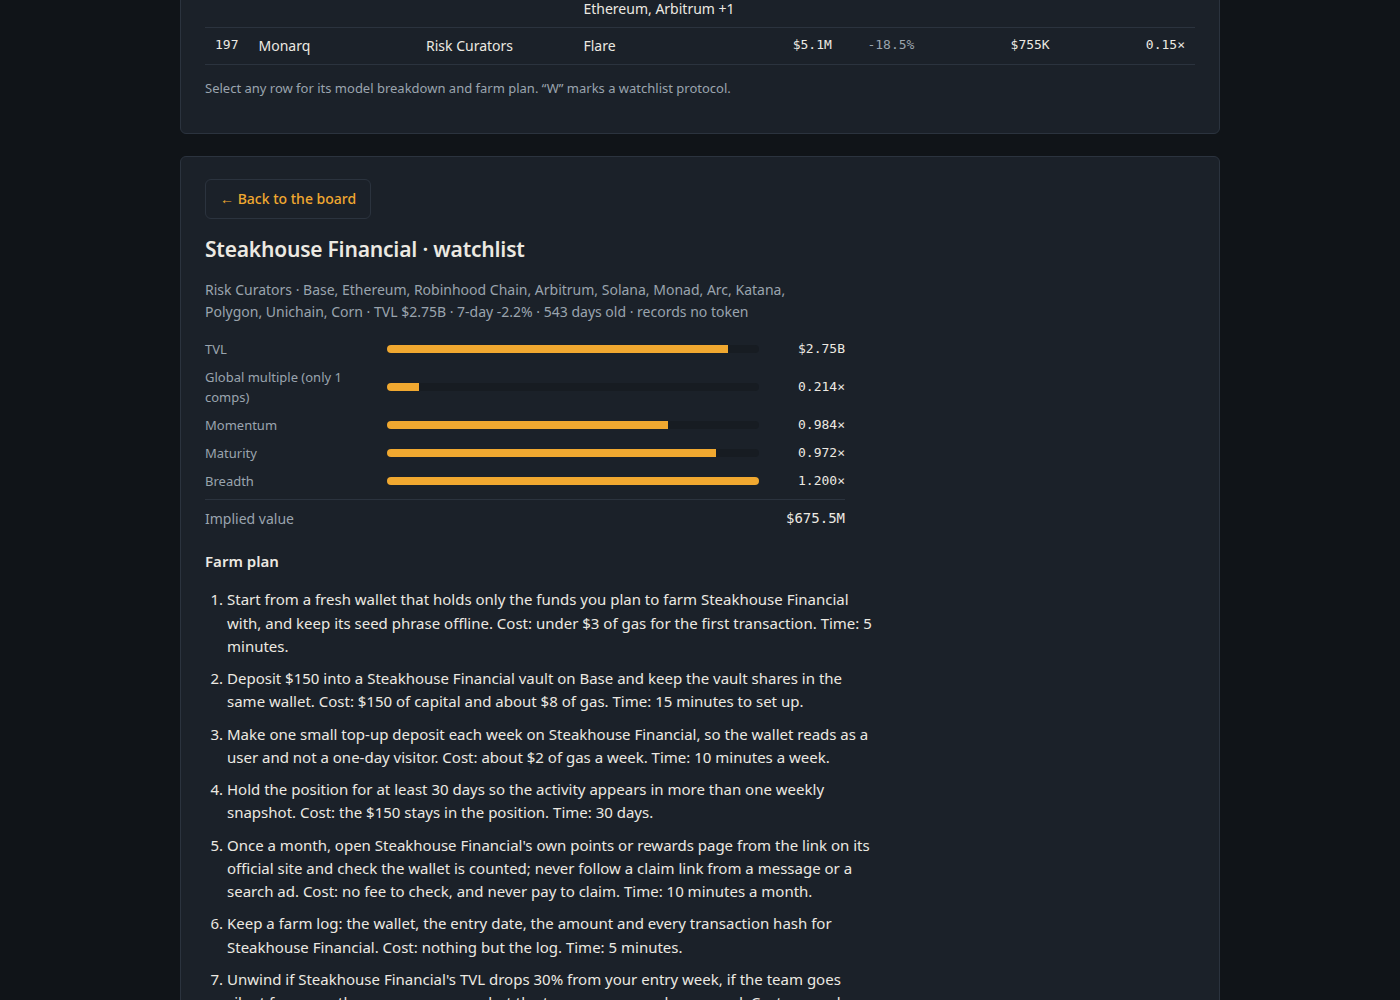 Ethereum, Arbitrum +1
197 Monarq Risk Curators Flare $5.1M -18.5% $755K 0.15×
Select any row for its model breakdown and farm plan. “W” marks a watchlist protocol.
← Back to the board
Steakhouse Financial · watchlist
Risk Curators · Base, Ethereum, Robinhood Chain, Arbitrum, Solana, Monad, Arc, Katana,
Polygon, Unichain, Corn · TVL $2.75B · 7-day -2.2% · 543 days old · records no token
TVL $2.75B
Global multiple (only 1
comps) 0.214×
Momentum 0.984×
Maturity 0.972×
Breadth 1.200×
Implied value $675.5M
Farm plan
1. Start from a fresh wallet that holds only the funds you plan to farm Steakhouse Financial
with, and keep its seed phrase offline. Cost: under $3 of gas for the first transaction. Time: 5
minutes.
2. Deposit $150 into a Steakhouse Financial vault on Base and keep the vault shares in the
same wallet. Cost: $150 of capital and about $8 of gas. Time: 15 minutes to set up.
3. Make one small top-up deposit each week on Steakhouse Financial, so the wallet reads as a
user and not a one-day visitor. Cost: about $2 of gas a week. Time: 10 minutes a week.
4. Hold the position for at least 30 days so the activity appears in more than one weekly
snapshot. Cost: the $150 stays in the position. Time: 30 days.
5. Once a month, open Steakhouse Financial's own points or rewards page from the link on its
official site and check the wallet is counted; never follow a claim link from a message or a
search ad. Cost: no fee to check, and never pay to claim. Time: 10 minutes a month.
6. Keep a farm log: the wallet, the entry date, the amount and every transaction hash for
Steakhouse Financial. Cost: nothing but the log. Time: 5 minutes.
7. Unwind if Steakhouse Financial's TVL drops 30% from your entry week, if the team goes